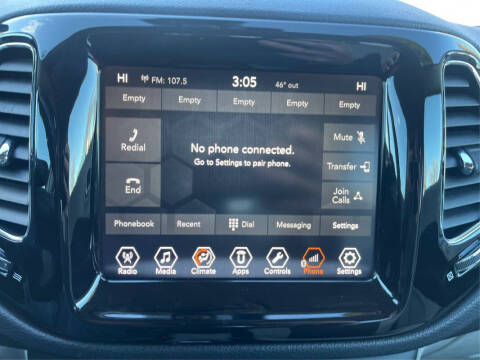 HI FM: 107.5 3:05 46° out HI
Empty Empty Empty Empty Empty
Redial
No phone connected.
Go to Settings to pair phone.
Mute
Transfer
End
Join
Calls
Phonebook Recent Dial Messaging Settings
Radio Media Climate Apps Controls Phone Settings